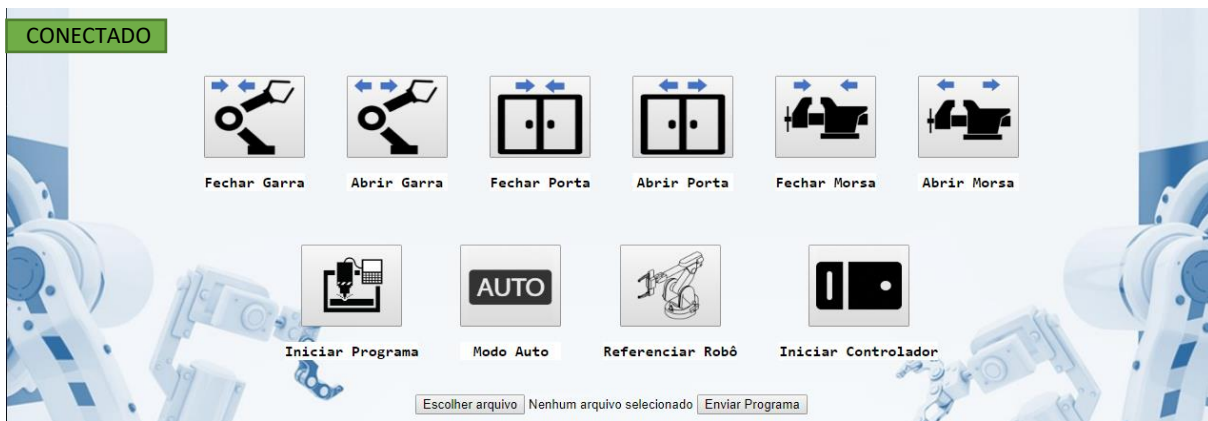 CONECTADO
Fechar Garra Abrir Garra Fechar Porta Abrir Porta Fechar Morsa Abrir Morsa
AUTO
Iniciar Programa Modo Auto Referenciar Robô Iniciar Controlador
Escolher arquivo Nenhum arquivo selecionado Enviar Programa